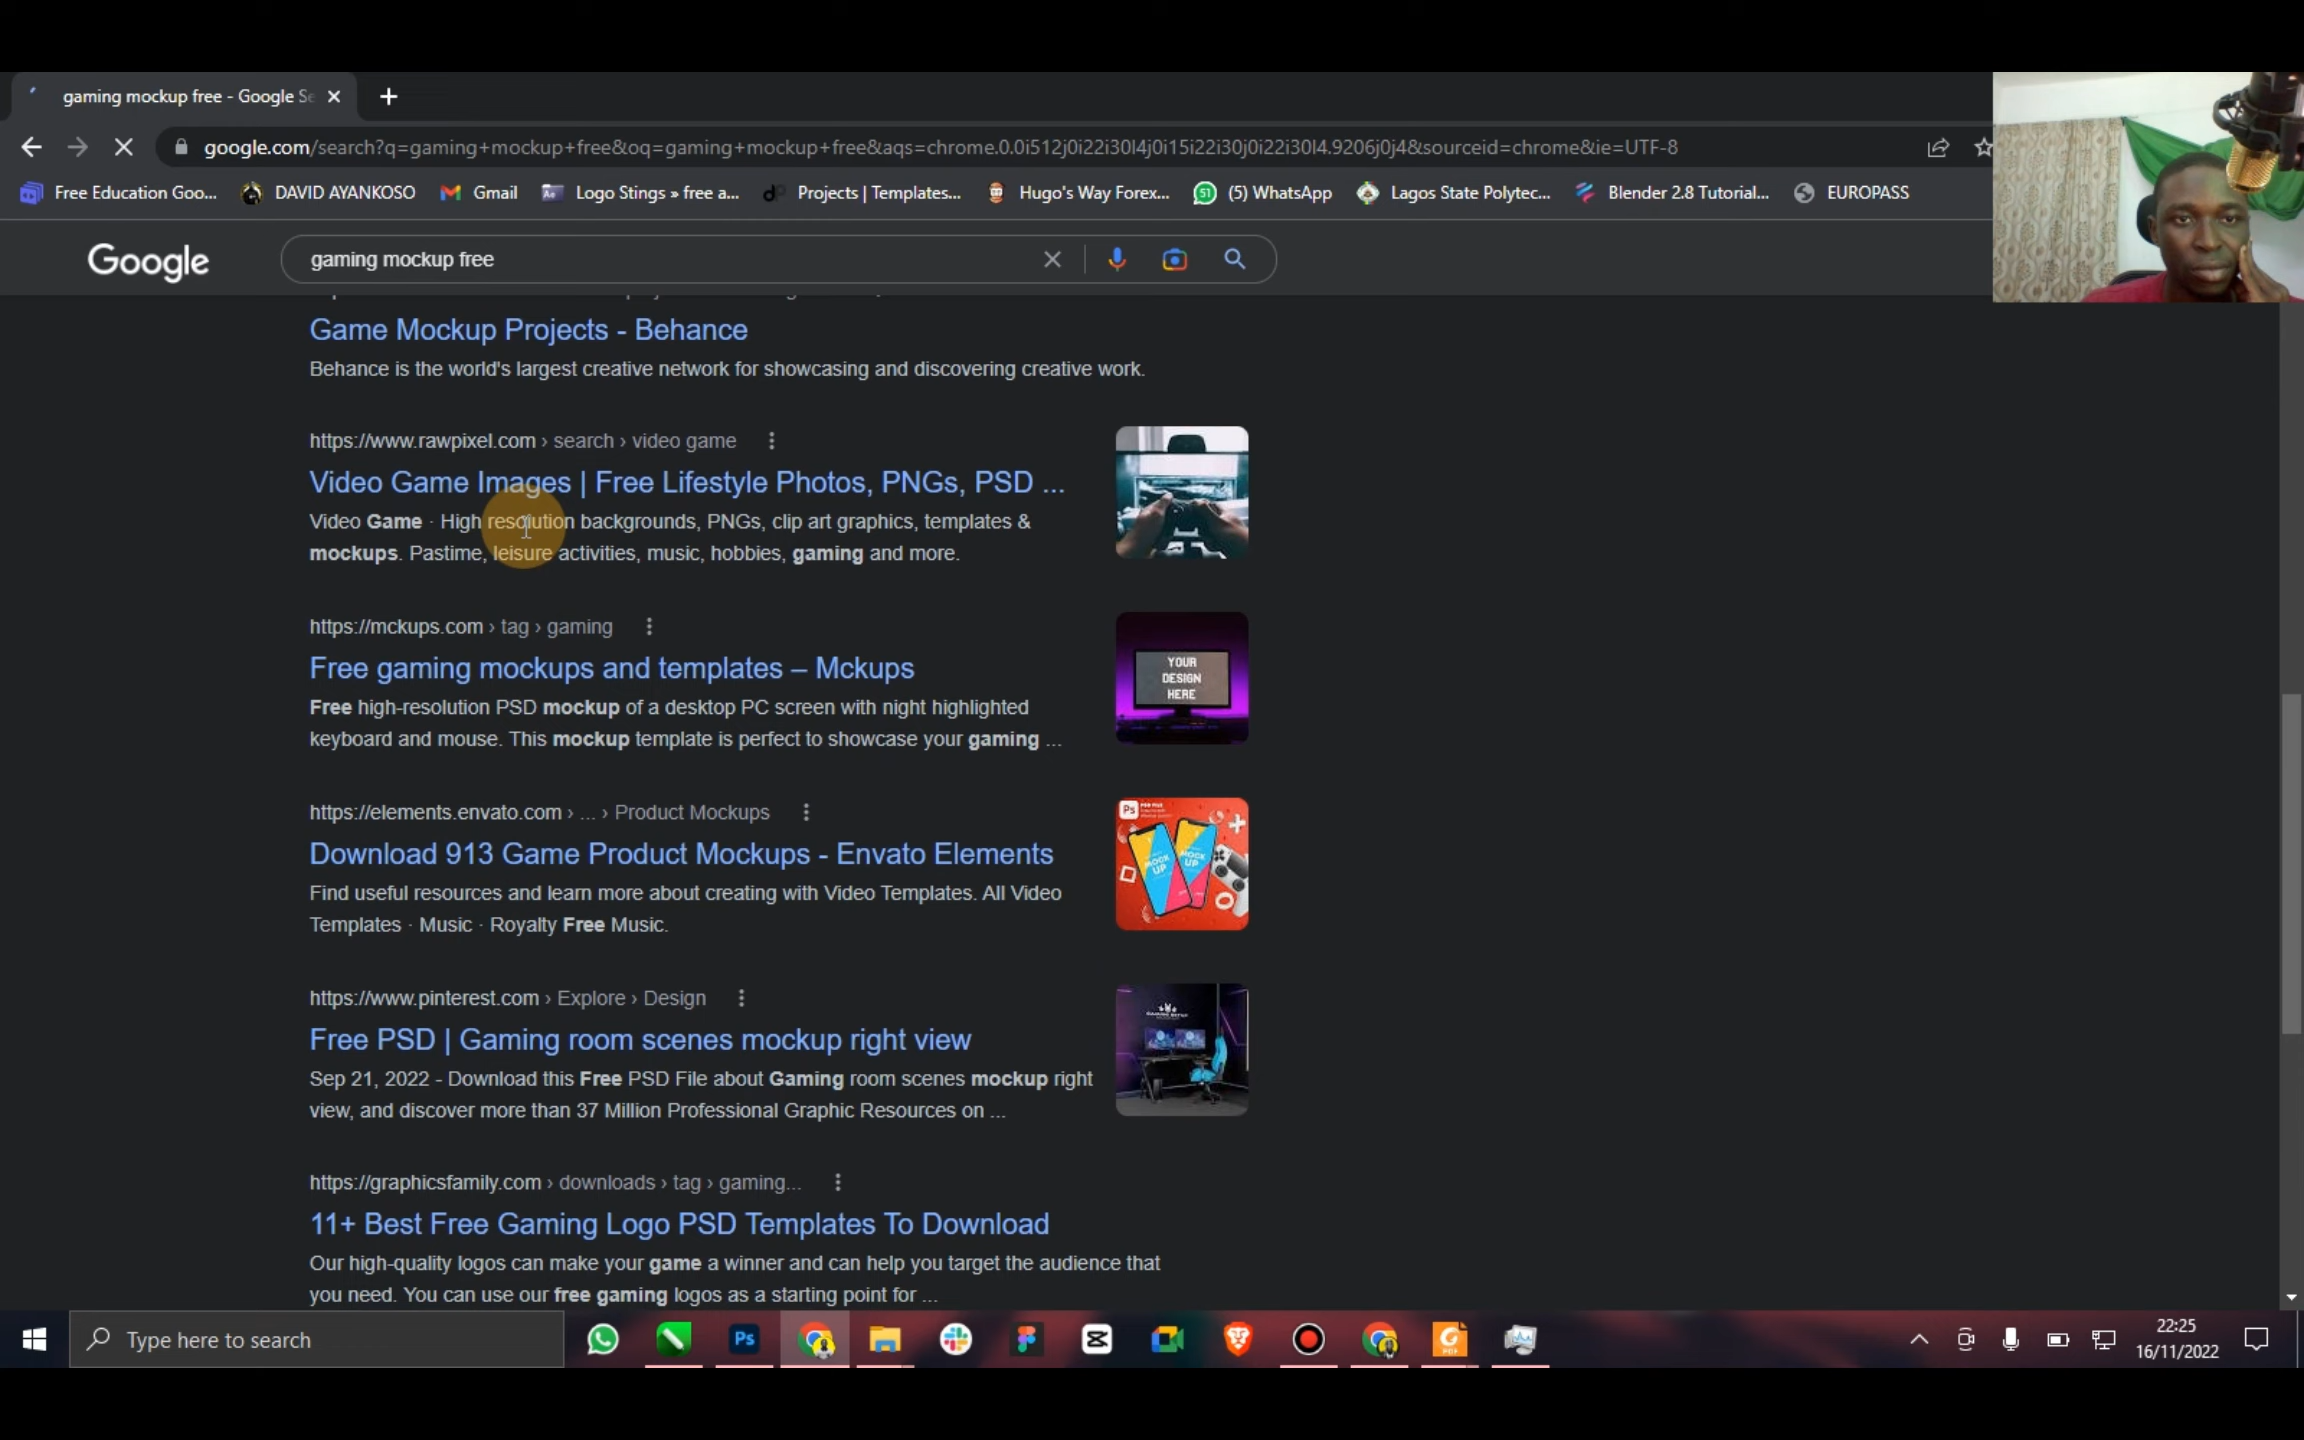 gaming mockup free - Google Se
google.com/search?q=gaming+mockup+free&oq=gaming+mockup+free&aqs=chrome.0.0i512j0i22i30l4j0i15i22i30j0i22i30l4.9206j0j4&sourceid=chrome&ie=UTF-8
Free Education Goo... DAVID AYANKOSO Gmail Logo Stings » free a... Projects | Templates... Hugo's Way Forex... (5) WhatsApp Lagos State Polytec... Blender 2.8 Tutorial... EUROPASS
Google gaming mockup free
Game Mockup Projects - Behance
Behance is the world's largest creative network for showcasing and discovering creative work.
https://www.rawpixel.com › search › video game
Video Game Images | Free Lifestyle Photos, PNGs, PSD ...
Video Game · High resolution backgrounds, PNGs, clip art graphics, templates &
mockups. Pastime, leisure activities, music, hobbies, gaming and more.
https://mckups.com › tag › gaming
Free gaming mockups and templates – Mckups
Free high-resolution PSD mockup of a desktop PC screen with night highlighted
keyboard and mouse. This mockup template is perfect to showcase your gaming ...
YOUR
DESIGN
HERE
https://elements.envato.com › ... › Product Mockups
Download 913 Game Product Mockups - Envato Elements
Find useful resources and learn more about creating with Video Templates. All Video
Templates · Music · Royalty Free Music.
Ps
MOCK
UP
MOCK
UP
https://www.pinterest.com › Explore › Design
Free PSD | Gaming room scenes mockup right view
Sep 21, 2022 - Download this Free PSD File about Gaming room scenes mockup right
view, and discover more than 37 Million Professional Graphic Resources on ...
https://graphicsfamily.com › downloads › tag › gaming...
11+ Best Free Gaming Logo PSD Templates To Download
Our high-quality logos can make your game a winner and can help you target the audience that
you need. You can use our free gaming logos as a starting point for ...
Type here to search
Ps
PDF
22:25
16/11/2022